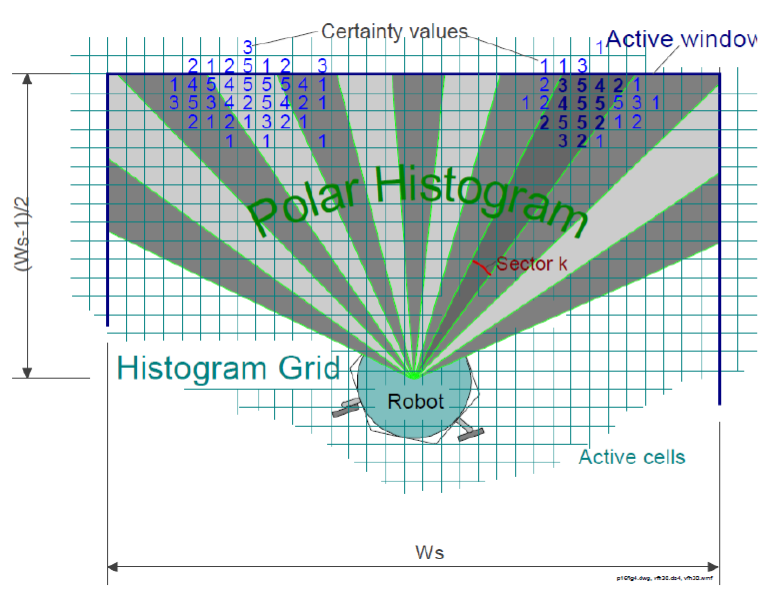 Certainty values
3 1
Active window
2 1 2 5 1 2 3 1 1 3
1 4 5 4 5 5 5 4 1 2 3 5 4 2 1
3 5 3 4 2 5 4 2 1 1 2 4 5 5 5 3 1
2 1 2 1 3 2 1 2 5 5 2 1 2
1 1 1 3 2 1
Polar Histogram
(Ws-1)/2
Sector k
Histogram Grid
Robot
Active cells
Ws